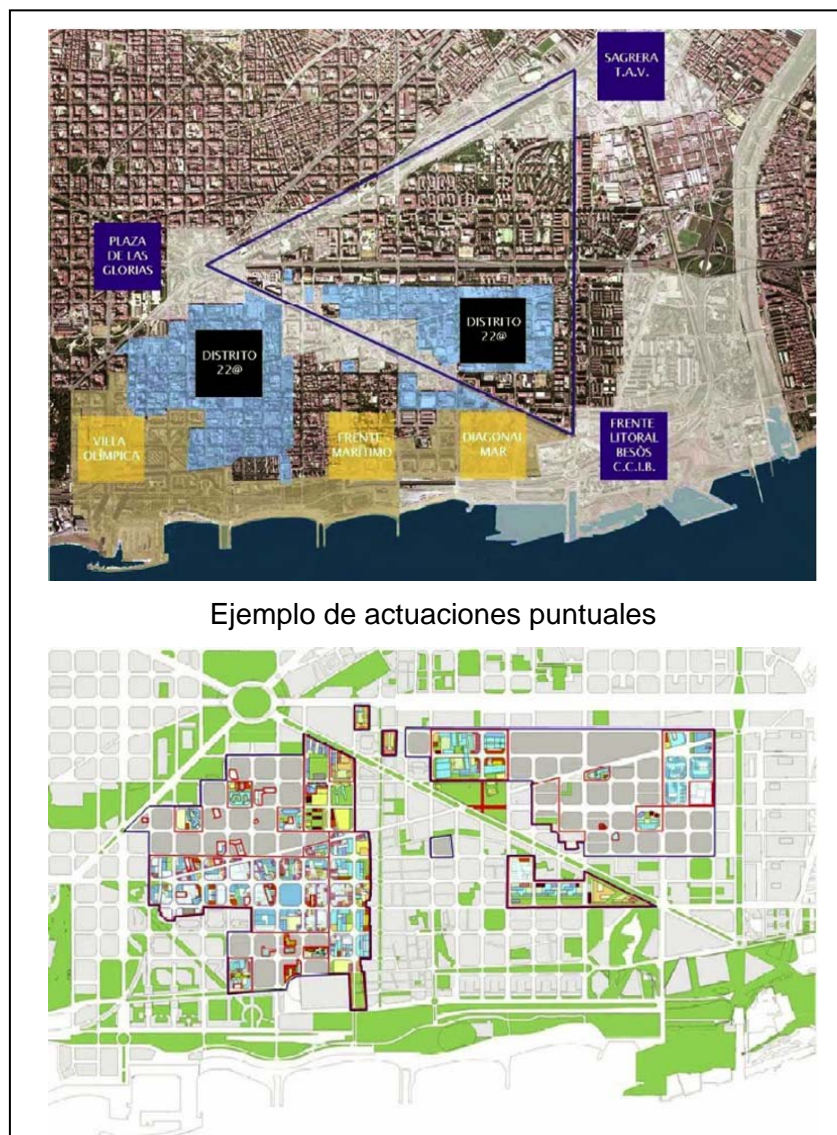 SAGRERA
T.A.V.
PLAZA
DE LAS
GLORIAS
DISTRITO
22@
DISTRITO
22@
VILLA
OLÍMPICA
FRENTE
MARÍTIMO
DIAGONAL
MAR
FRENTE
LITORAL
BESÒS
C.C.I.B.
Ejemplo de actuaciones puntuales